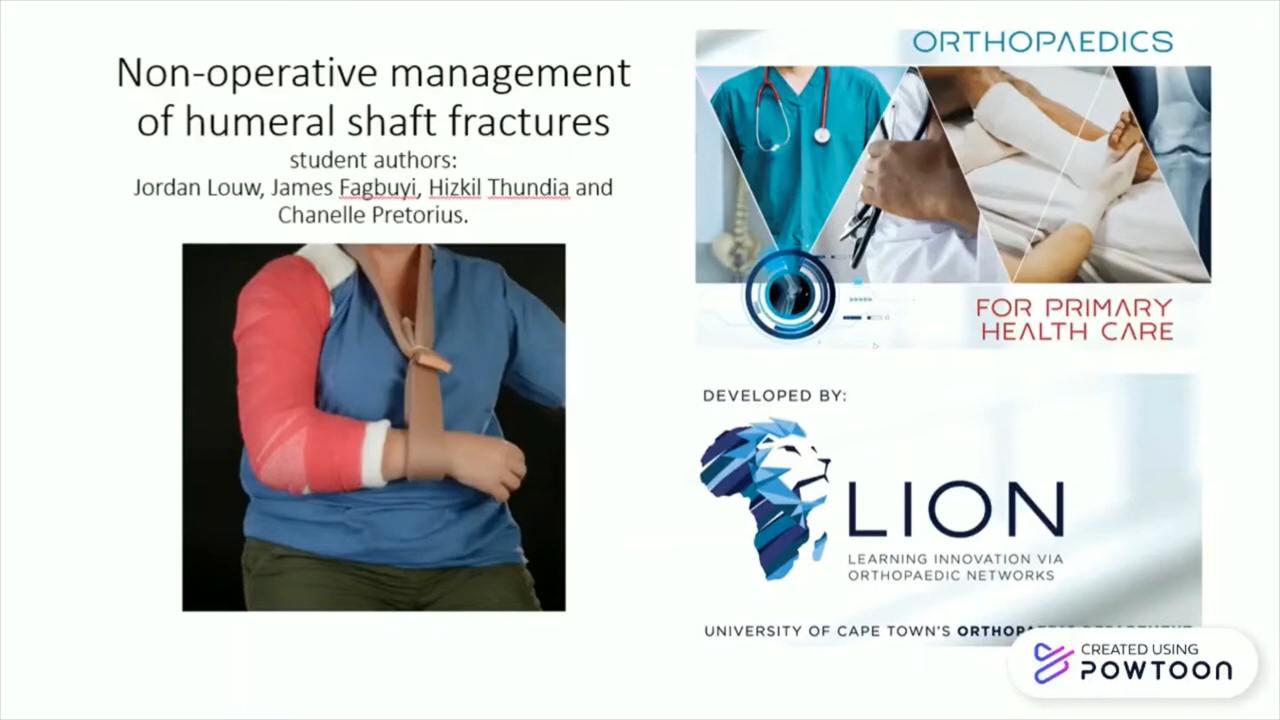 Non-operative management
of humeral shaft fractures
student authors:
Jordan Louw, James Fagbuyi, Hizkil Thundia and
Chanelle Pretorius.
ORTHOPAEDICS
FOR PRIMARY
HEALTH CARE
DEVELOPED BY:
LION
LEARNING INNOVATION VIA
ORTHOPAEDIC NETWORKS
UNIVERSITY OF CAPE TOWN'S ORTHOPAEDIC DEPARTMENT
CREATED USING
POWTOON